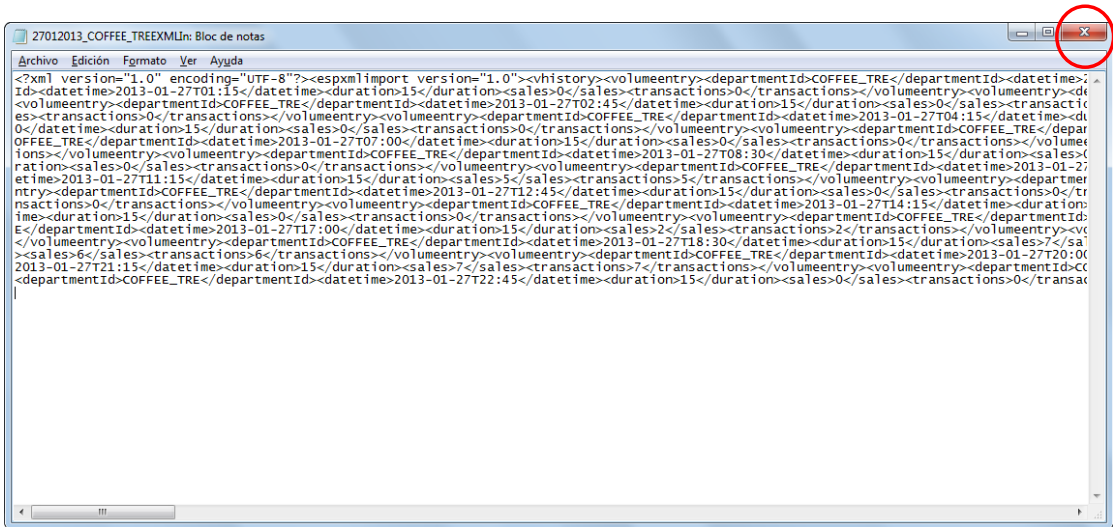 27012013_COFFEE_TREEXMLIn: Bloc de notas
Archivo Edición Formato Ver Ayuda
<?xml version="1.0" encoding="UTF-8"?><espxmlimport version="1.0"><vhistory><volumeentry><departmentId>COFFEE_TRE</departmentId><datetime>2
Id><datetime>2013-01-27T01:15</datetime><duration>15</duration><sales>0</sales><transactions>0</transactions></volumeentry><volumeentry><de
<volumeentry><departmentId>COFFEE_TRE</departmentId><datetime>2013-01-27T02:45</datetime><duration>15</duration><sales>0</sales><transactio
es><transactions>0</transactions></volumeentry><volumeentry><departmentId>COFFEE_TRE</departmentId><datetime>2013-01-27T04:15</datetime><du
0</datetime><duration>15</duration><sales>0</sales><transactions>0</transactions></volumeentry><volumeentry><departmentId>COFFEE_TRE</depar
OFFEE_TRE</departmentId><datetime>2013-01-27T07:00</datetime><duration>15</duration><sales>0</sales><transactions>0</transactions></volumee
ions></volumeentry><volumeentry><departmentId>COFFEE_TRE</departmentId><datetime>2013-01-27T08:30</datetime><duration>15</duration><sales>0
ration><sales>0</sales><transactions>0</transactions></volumeentry><volumeentry><departmentId>COFFEE_TRE</departmentId><datetime>2013-01-27
etime>2013-01-27T11:15</datetime><duration>15</duration><sales>5</sales><transactions>5</transactions></volumeentry><volumeentry><departmen
ntry><departmentId>COFFEE_TRE</departmentId><datetime>2013-01-27T12:45</datetime><duration>15</duration><sales>0</sales><transactions>0</tr
nsactions>0</transactions></volumeentry><volumeentry><departmentId>COFFEE_TRE</departmentId><datetime>2013-01-27T14:15</datetime><duration>
ime><duration>15</duration><sales>0</sales><transactions>0</transactions></volumeentry><volumeentry><departmentId>COFFEE_TRE</departmentId>
E</departmentId><datetime>2013-01-27T17:00</datetime><duration>15</duration><sales>2</sales><transactions>2</transactions></volumeentry><vo
</volumeentry><volumeentry><departmentId>COFFEE_TRE</departmentId><datetime>2013-01-27T18:30</datetime><duration>15</duration><sales>7</sal
><sales>6</sales><transactions>6</transactions></volumeentry><volumeentry><departmentId>COFFEE_TRE</departmentId><datetime>2013-01-27T20:00
2013-01-27T21:15</datetime><duration>15</duration><sales>7</sales><transactions>7</transactions></volumeentry><volumeentry><departmentId>CO
<departmentId>COFFEE_TRE</departmentId><datetime>2013-01-27T22:45</datetime><duration>15</duration><sales>0</sales><transactions>0</transac